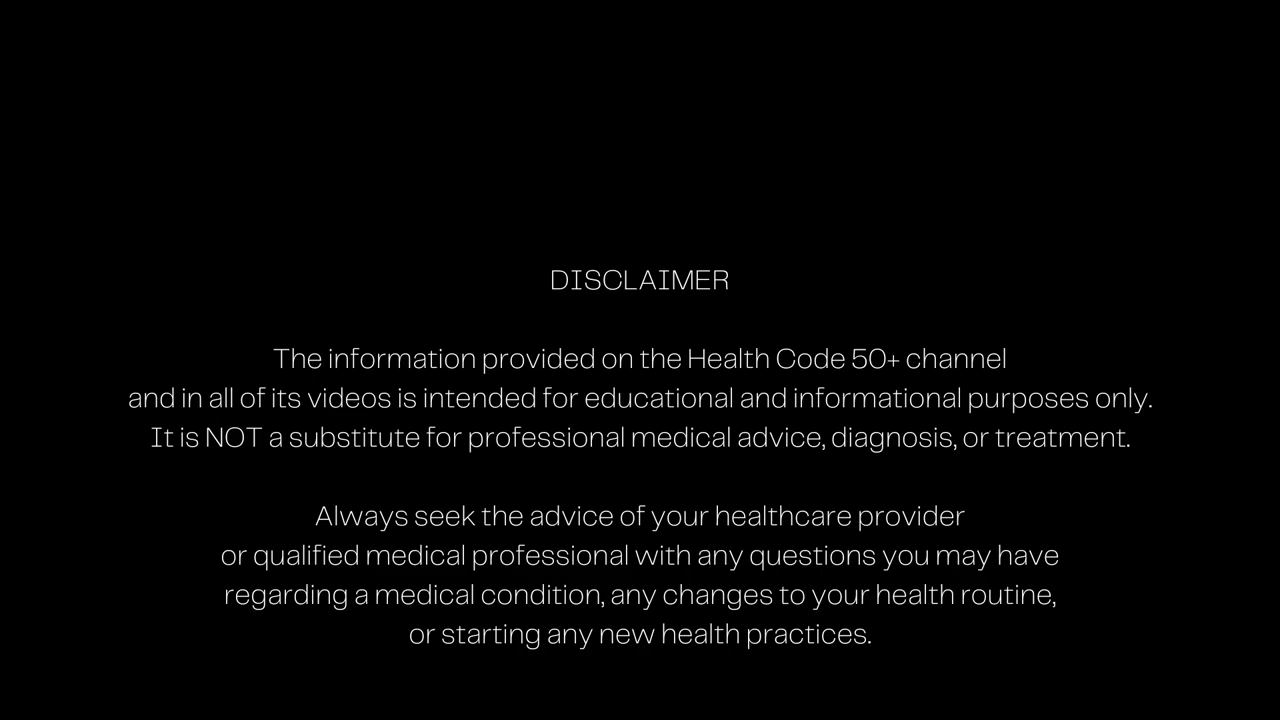 DISCLAIMER
The information provided on the Health Code 50+ channel
and in all of its videos is intended for educational and informational purposes only.
It is NOT a substitute for professional medical advice, diagnosis, or treatment.
Always seek the advice of your healthcare provider
or qualified medical professional with any questions you may have
regarding a medical condition, any changes to your health routine,
or starting any new health practices.